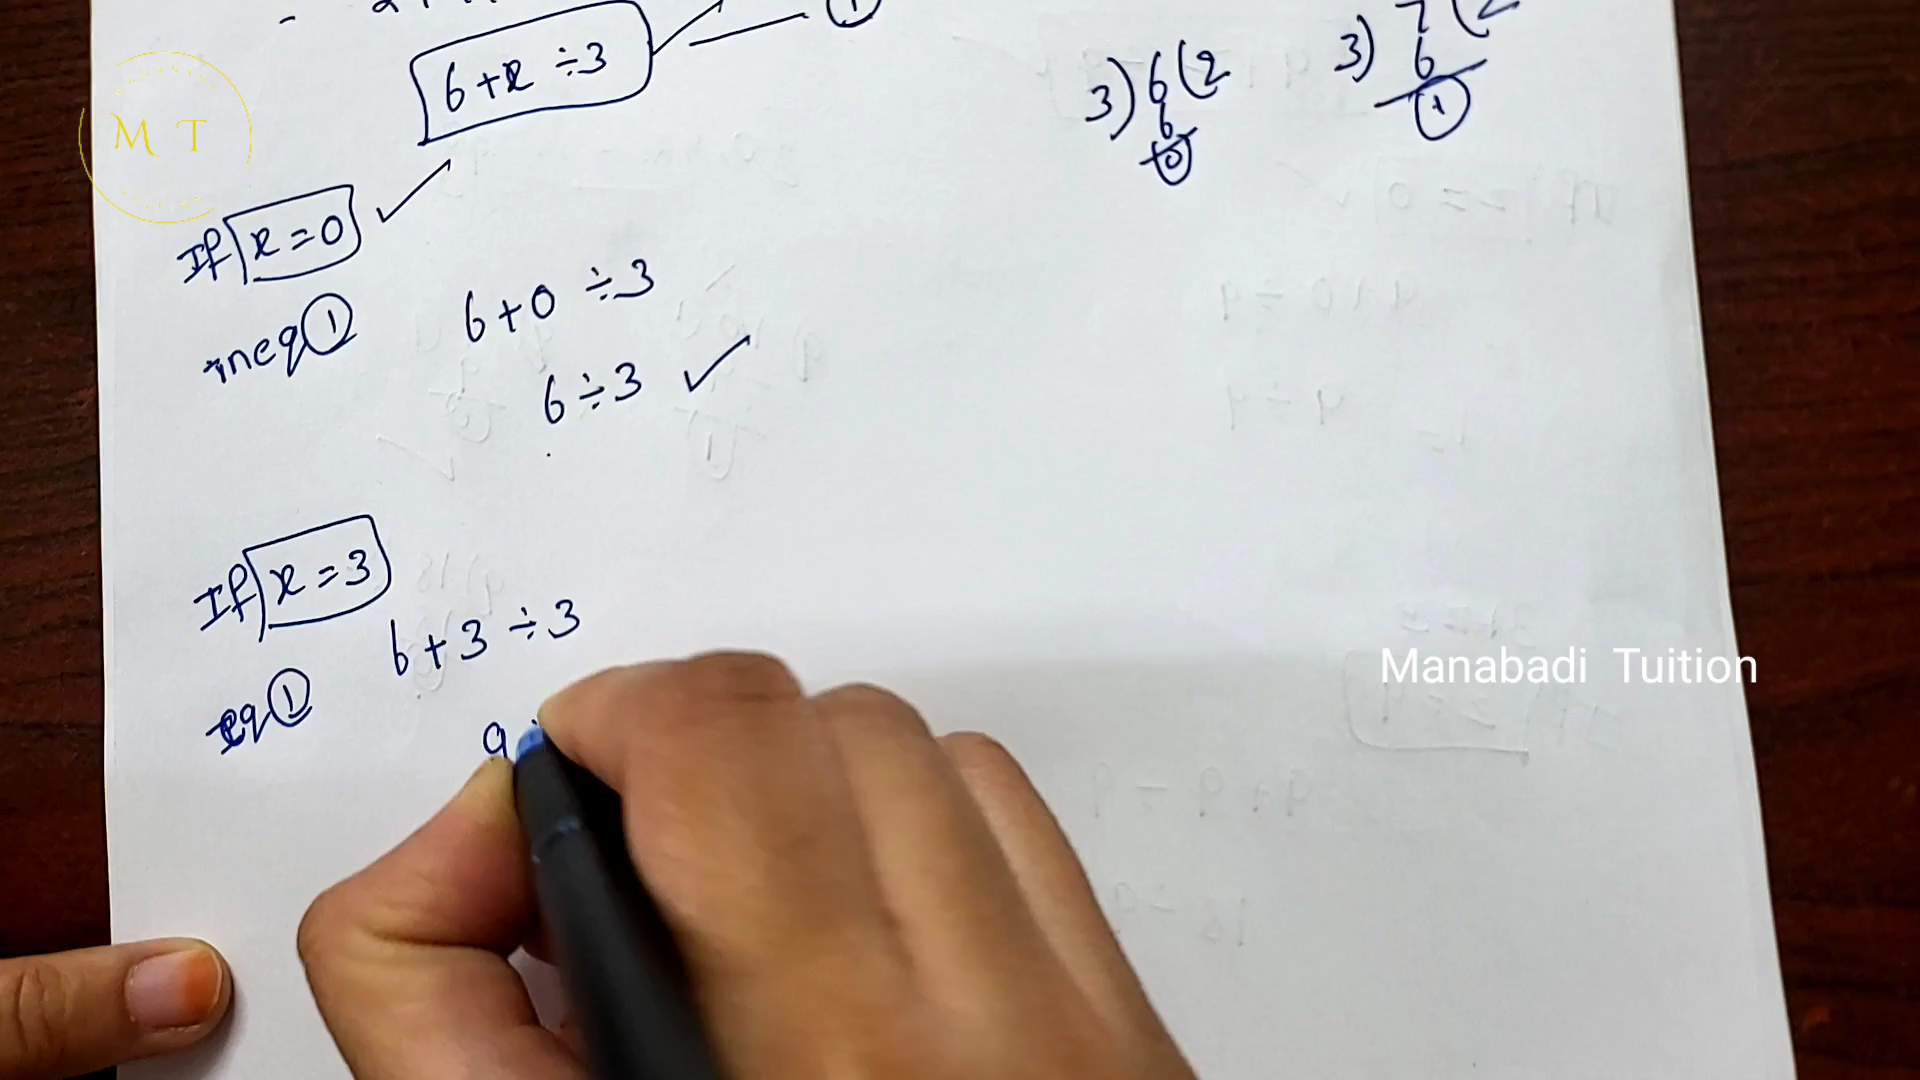 6+x ÷3 1
3) 6 (2
6
0
3) 7 (2
6
1
M T
If x=0
in eq 1 6+0 ÷3
6÷3
If x=3
eq 1 6+3 ÷3
9
Manabadi Tuition